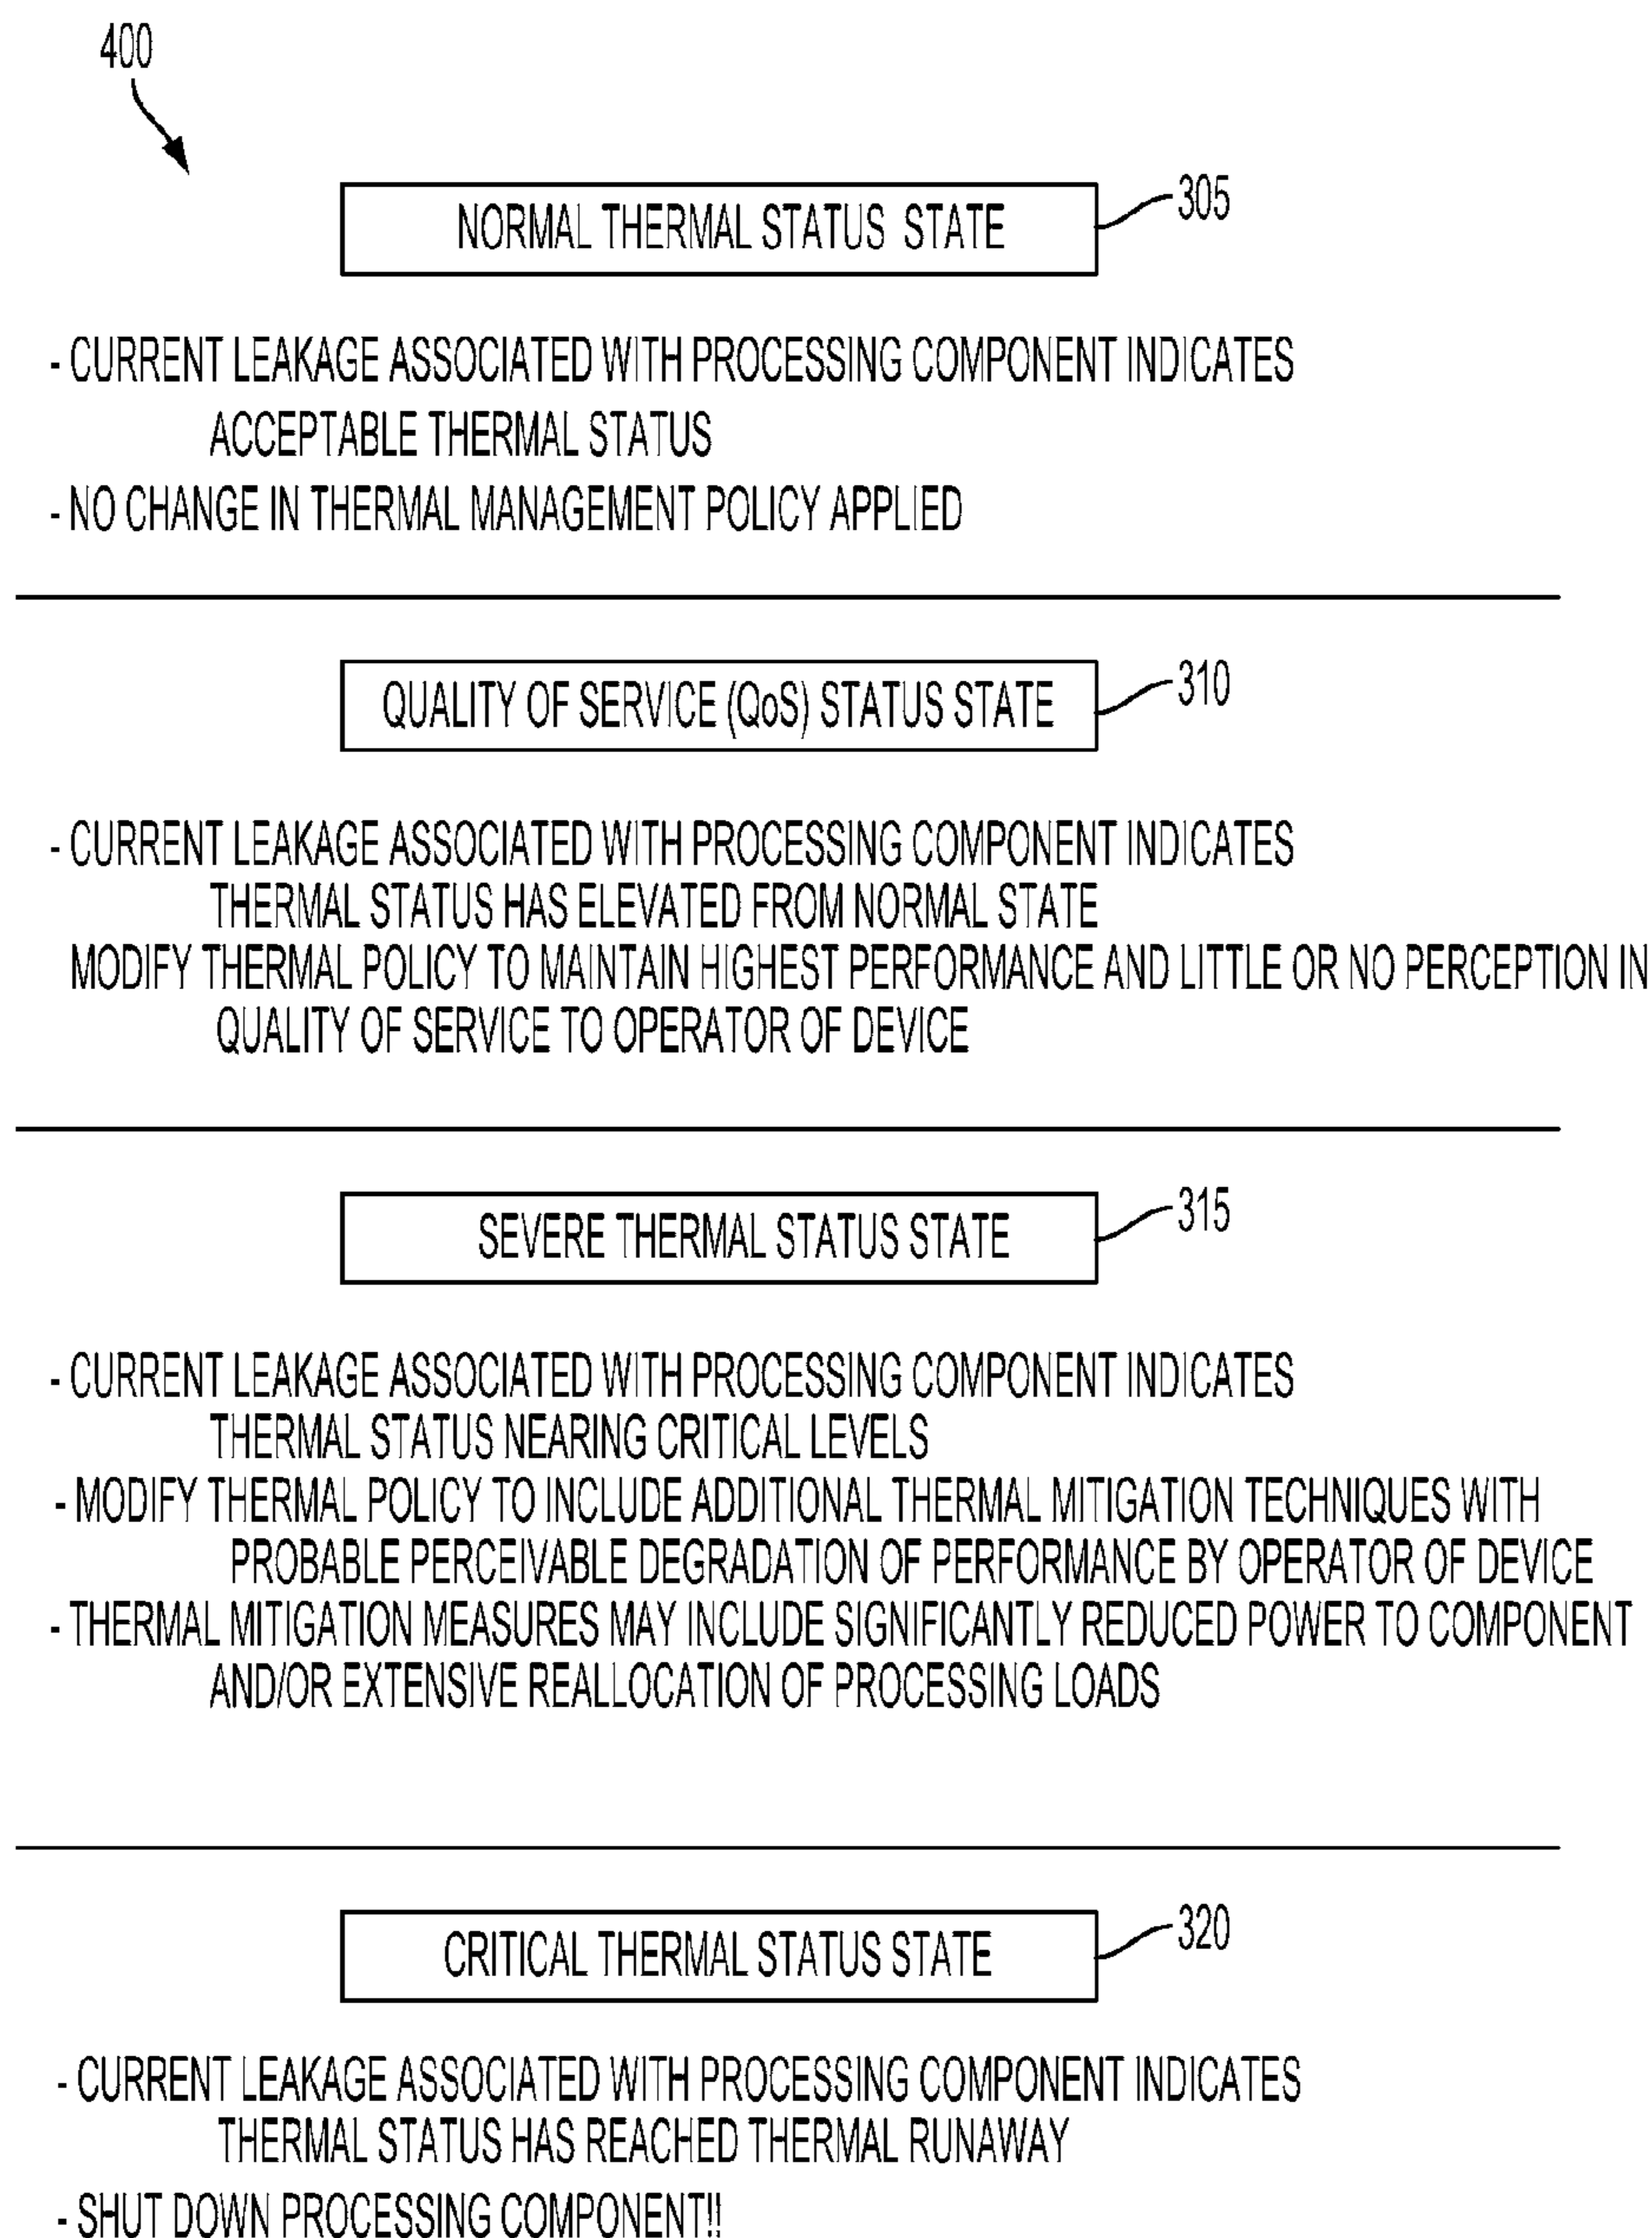 400
NORMAL THERMAL STATUS STATE
305
- CURRENT LEAKAGE ASSOCIATED WITH PROCESSING COMPONENT INDICATES
ACCEPTABLE THERMAL STATUS
- NO CHANGE IN THERMAL MANAGEMENT POLICY APPLIED
QUALITY OF SERVICE (QoS) STATUS STATE
310
- CURRENT LEAKAGE ASSOCIATED WITH PROCESSING COMPONENT INDICATES
THERMAL STATUS HAS ELEVATED FROM NORMAL STATE
MODIFY THERMAL POLICY TO MAINTAIN HIGHEST PERFORMANCE AND LITTLE OR NO PERCEPTION IN
QUALITY OF SERVICE TO OPERATOR OF DEVICE
SEVERE THERMAL STATUS STATE
315
- CURRENT LEAKAGE ASSOCIATED WITH PROCESSING COMPONENT INDICATES
THERMAL STATUS NEARING CRITICAL LEVELS
- MODIFY THERMAL POLICY TO INCLUDE ADDITIONAL THERMAL MITIGATION TECHNIQUES WITH
PROBABLE PERCEIVABLE DEGRADATION OF PERFORMANCE BY OPERATOR OF DEVICE
- THERMAL MITIGATION MEASURES MAY INCLUDE SIGNIFICANTLY REDUCED POWER TO COMPONENT
AND/OR EXTENSIVE REALLOCATION OF PROCESSING LOADS
CRITICAL THERMAL STATUS STATE
320
- CURRENT LEAKAGE ASSOCIATED WITH PROCESSING COMPONENT INDICATES
THERMAL STATUS HAS REACHED THERMAL RUNAWAY
- SHUT DOWN PROCESSING COMPONENT!!